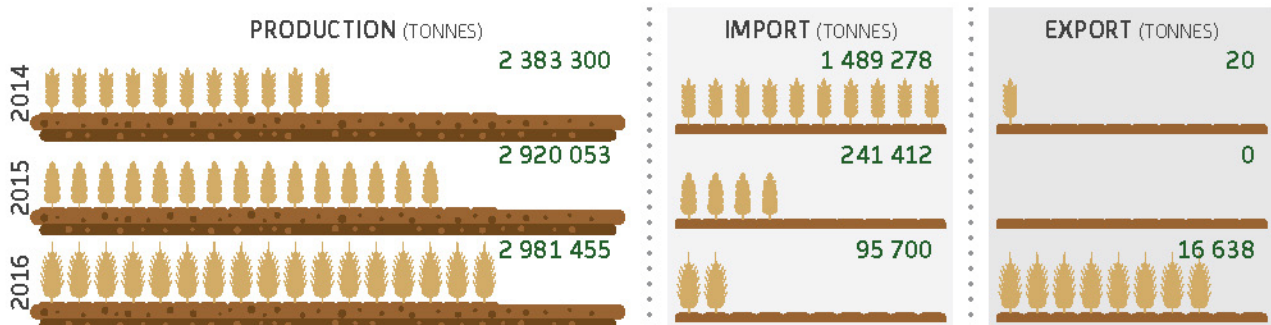 PRODUCTION (TONNES)
IMPORT (TONNES)
EXPORT (TONNES)
2014
2 383 300
1 489 278
20
2015
2 920 053
241 412
0
2016
2 981 455
95 700
16 638